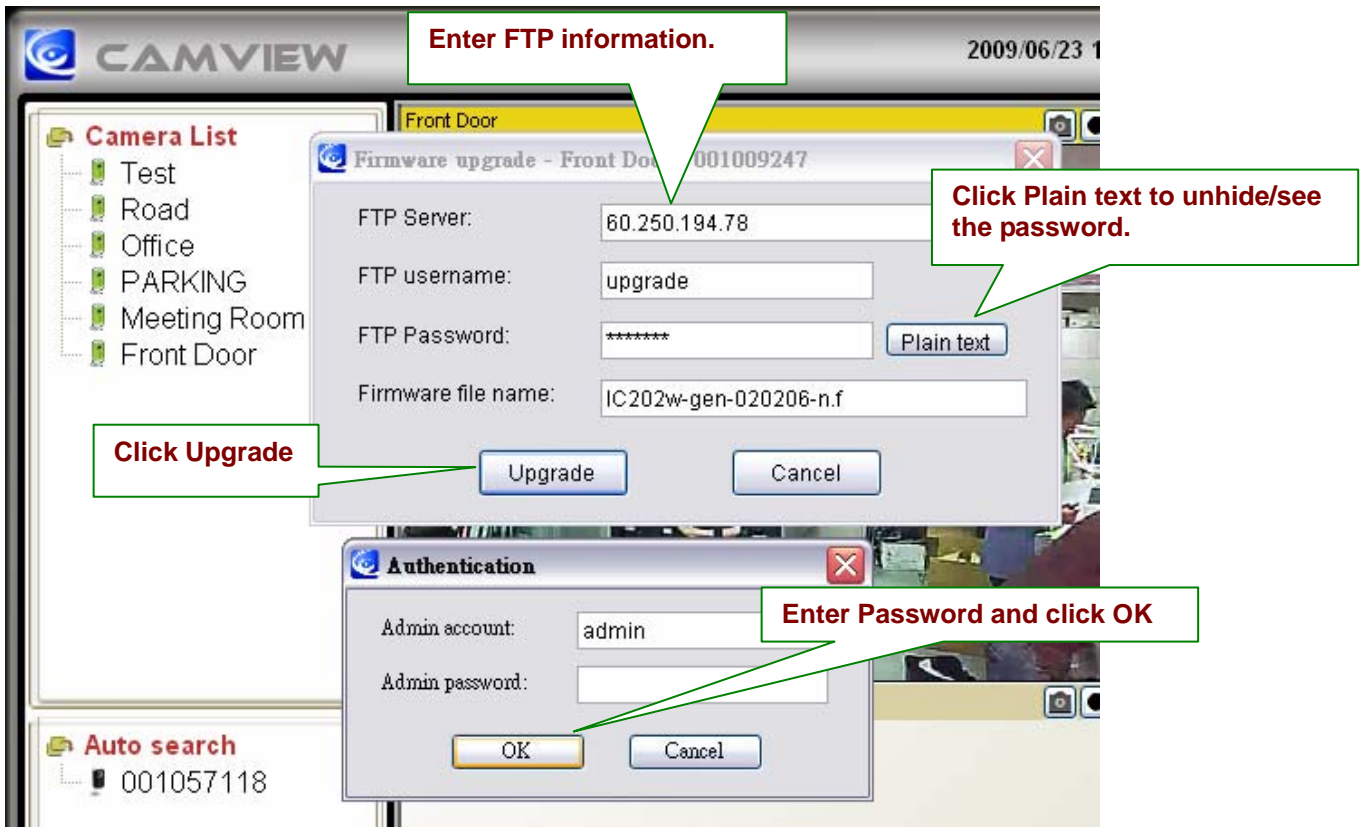 CAMVIEW
Enter FTP information.
2009/06/23 1
Camera List
Test
Road
Office
PARKING
Meeting Room
Front Door
Front Door
Firmware upgrade - Front Doo 001009247
Click Plain text to unhide/see
the password.
FTP Server:
60.250.194.78
FTP username:
upgrade
FTP Password:
*******
Plain text
Firmware file name:
IC202w-gen-020206-n.f
Click Upgrade
Upgrade
Cancel
Authentication
Enter Password and click OK
Admin account:
admin
Admin password:
OK
Cancel
Auto search
001057118